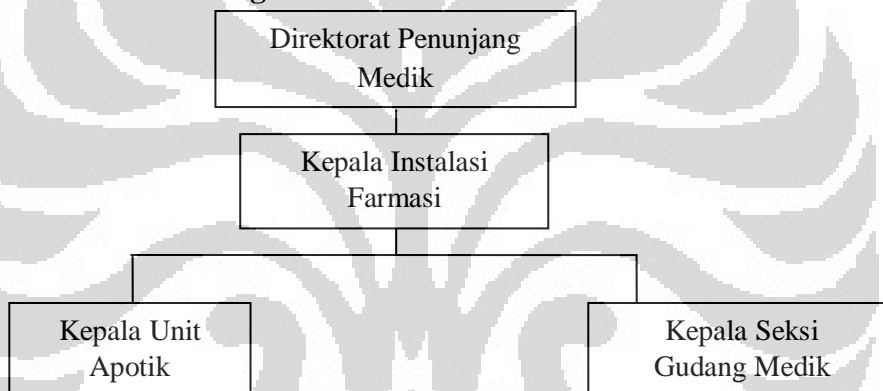 Direktorat Penunjang
Medik
Kepala Instalasi
Farmasi
Kepala Unit
Apotik
Kepala Seksi
Gudang Medik